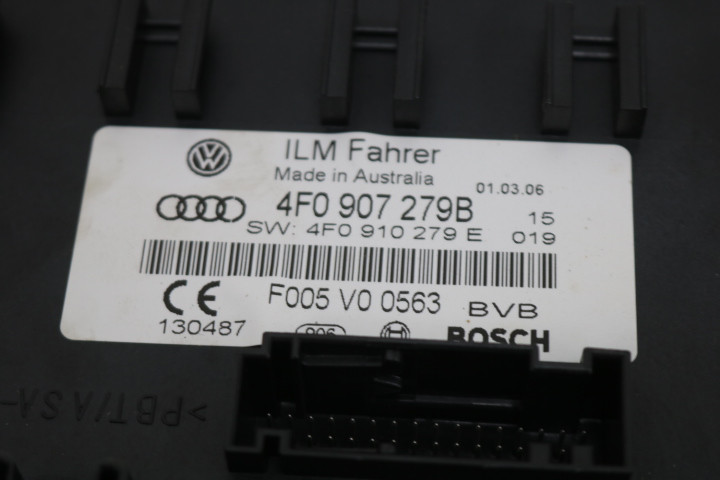 ILM Fahrer
Made in Australia 01.03.06
4F0 907 279B 15
SW: 4F0 910 279 E 019
F005 V0 0563 BVB
CE
130487 BOSCH
>PBT/ASA-